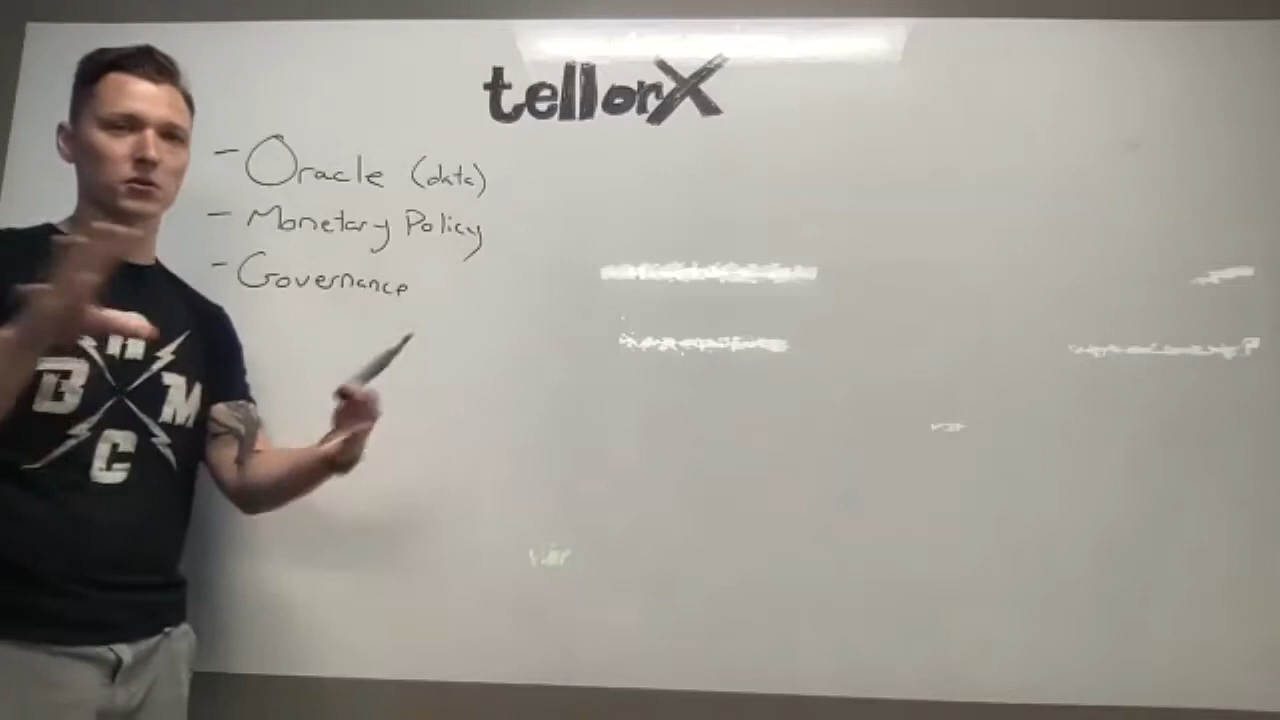 tellorX
- Oracle (data)
- Monetary Policy
- Governance
H
B M
C